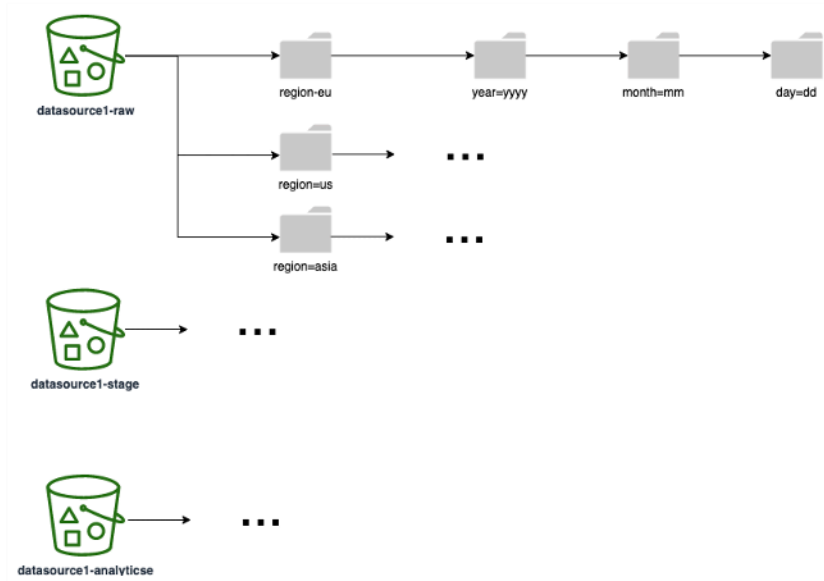 datasource1-raw
region-eu
year=yyyy
month=mm
day=dd
region=us
...
region=asia
...
datasource1-stage
...
datasource1-analyticse
...